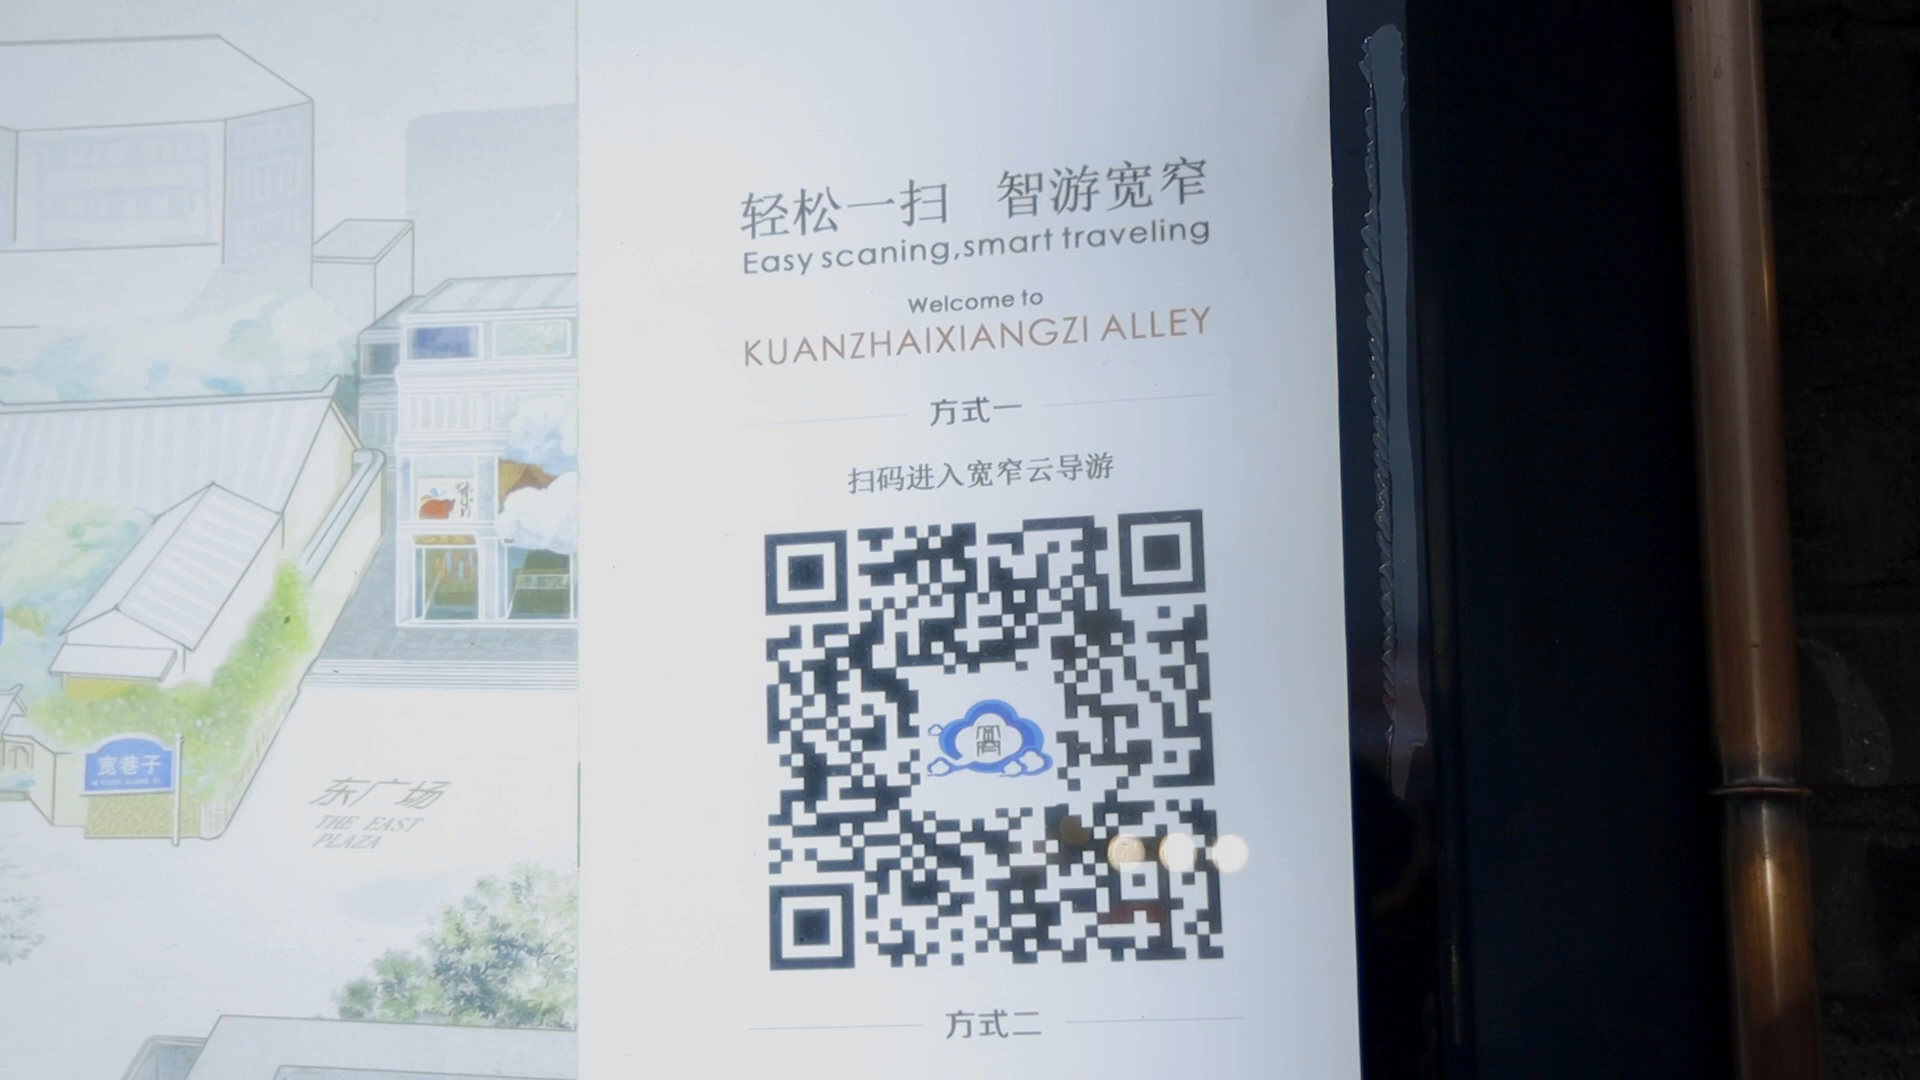 轻松一扫 智游宽窄
Easy scaning,smart traveling
Welcome to
KUANZHAIXIANGZI ALLEY
方式一
扫码进入宽窄云导游
方式二
宽巷子
东广场
THE EAST
PLAZA